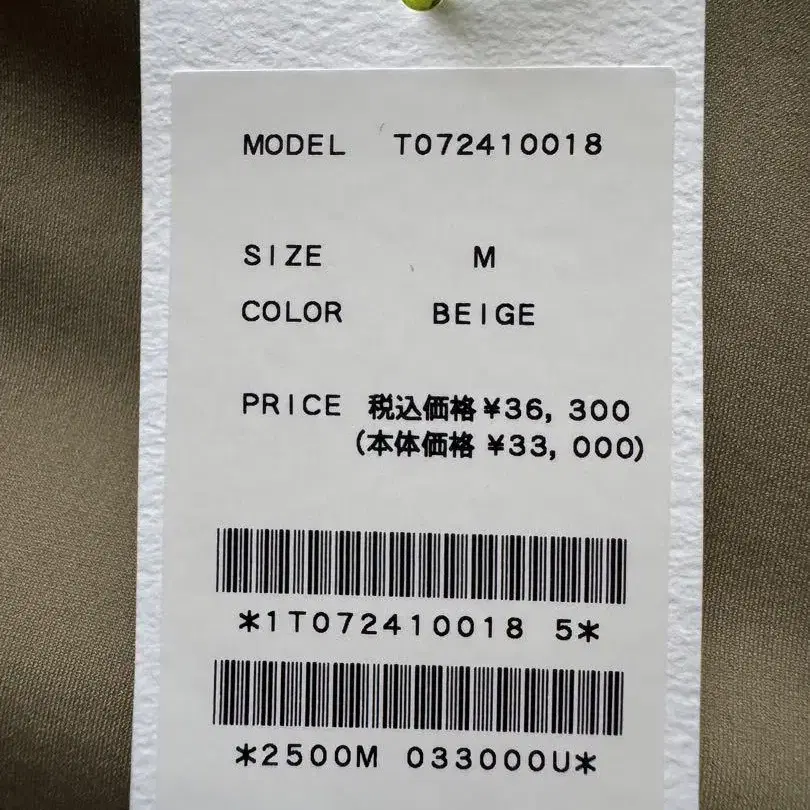 MODEL T072410018
SIZE M
COLOR BEIGE
PRICE 税込価格 ¥36,300
(本体価格 ¥33,000)
*1T072410018 5*
*2500M 033000U*